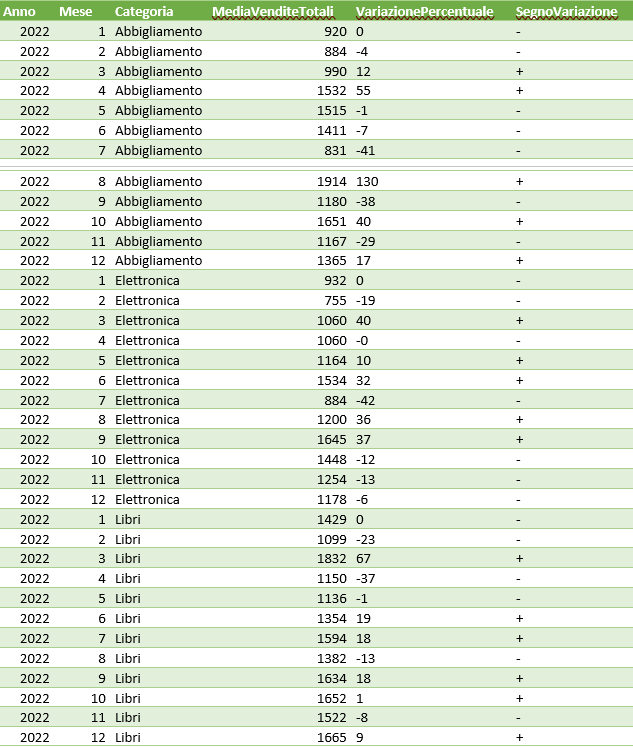 Anno Mese Categoria MediaVenditeTotali VariazionePercentuale SegnoVariazione
2022 1 Abbigliamento 920 0 -
2022 2 Abbigliamento 884 -4 -
2022 3 Abbigliamento 990 12 +
2022 4 Abbigliamento 1532 55 +
2022 5 Abbigliamento 1515 -1 -
2022 6 Abbigliamento 1411 -7 -
2022 7 Abbigliamento 831 -41 -
2022 8 Abbigliamento 1914 130 +
2022 9 Abbigliamento 1180 -38 -
2022 10 Abbigliamento 1651 40 +
2022 11 Abbigliamento 1167 -29 -
2022 12 Abbigliamento 1365 17 +
2022 1 Elettronica 932 0 -
2022 2 Elettronica 755 -19 -
2022 3 Elettronica 1060 40 +
2022 4 Elettronica 1060 -0 -
2022 5 Elettronica 1164 10 +
2022 6 Elettronica 1534 32 +
2022 7 Elettronica 884 -42 -
2022 8 Elettronica 1200 36 +
2022 9 Elettronica 1645 37 +
2022 10 Elettronica 1448 -12 -
2022 11 Elettronica 1254 -13 -
2022 12 Elettronica 1178 -6 -
2022 1 Libri 1429 0 -
2022 2 Libri 1099 -23 -
2022 3 Libri 1832 67 +
2022 4 Libri 1150 -37 -
2022 5 Libri 1136 -1 -
2022 6 Libri 1354 19 +
2022 7 Libri 1594 18 +
2022 8 Libri 1382 -13 -
2022 9 Libri 1634 18 +
2022 10 Libri 1652 1 +
2022 11 Libri 1522 -8 -
2022 12 Libri 1665 9 +